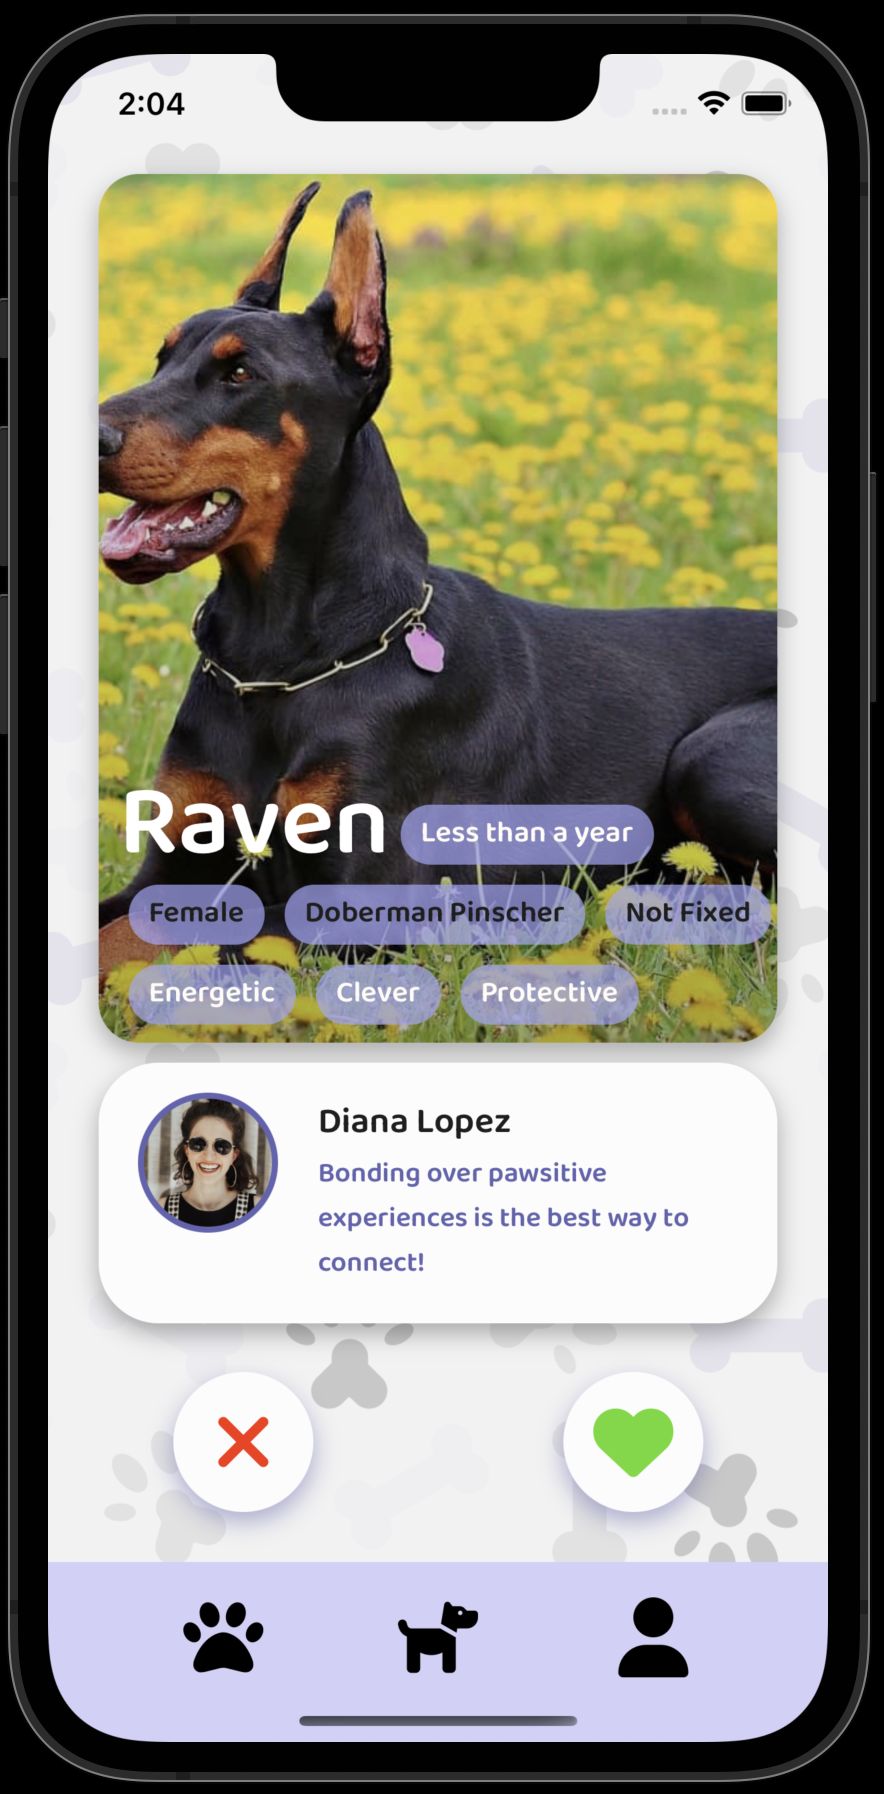 2:04
Raven Less than a year
Female Doberman Pinscher Not Fixed
Energetic Clever Protective
Diana Lopez
Bonding over pawsitive
experiences is the best way to
connect!